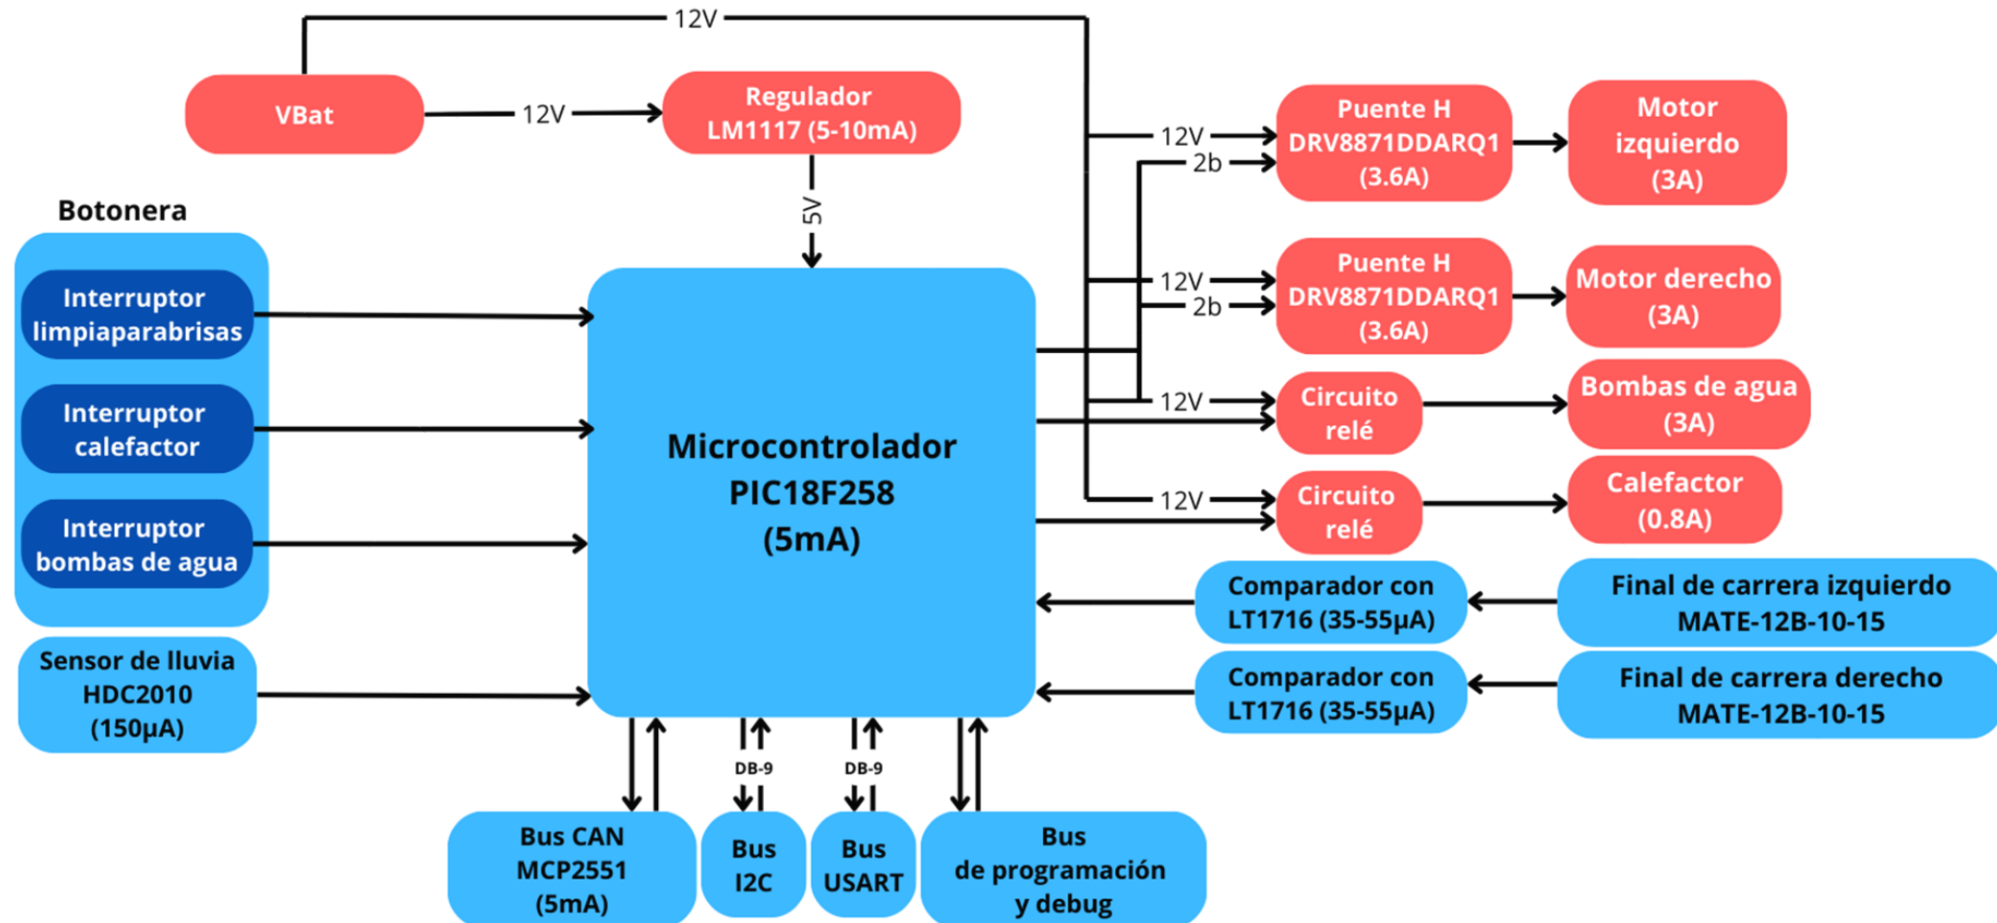 12V
VBat
12V
Regulador
LM1117 (5-10mA)
5V
Botonera
Interruptor
limpiaparabrisas
Interruptor
calefactor
Interruptor
bombas de agua
Sensor de lluvia
HDC2010
(150µA)
Microcontrolador
PIC18F258
(5mA)
12V
2b
Puente H
DRV8871DDARQ1
(3.6A)
Motor
izquierdo
(3A)
12V
2b
Puente H
DRV8871DDARQ1
(3.6A)
Motor derecho
(3A)
12V
Circuito
relé
Bombas de agua
(3A)
12V
Circuito
relé
Calefactor
(0.8A)
Comparador con
LT1716 (35-55µA)
Final de carrera izquierdo
MATE-12B-10-15
Comparador con
LT1716 (35-55µA)
Final de carrera derecho
MATE-12B-10-15
DB-9
DB-9
Bus CAN
MCP2551
(5mA)
Bus
I2C
Bus
USART
Bus
de programación
y debug